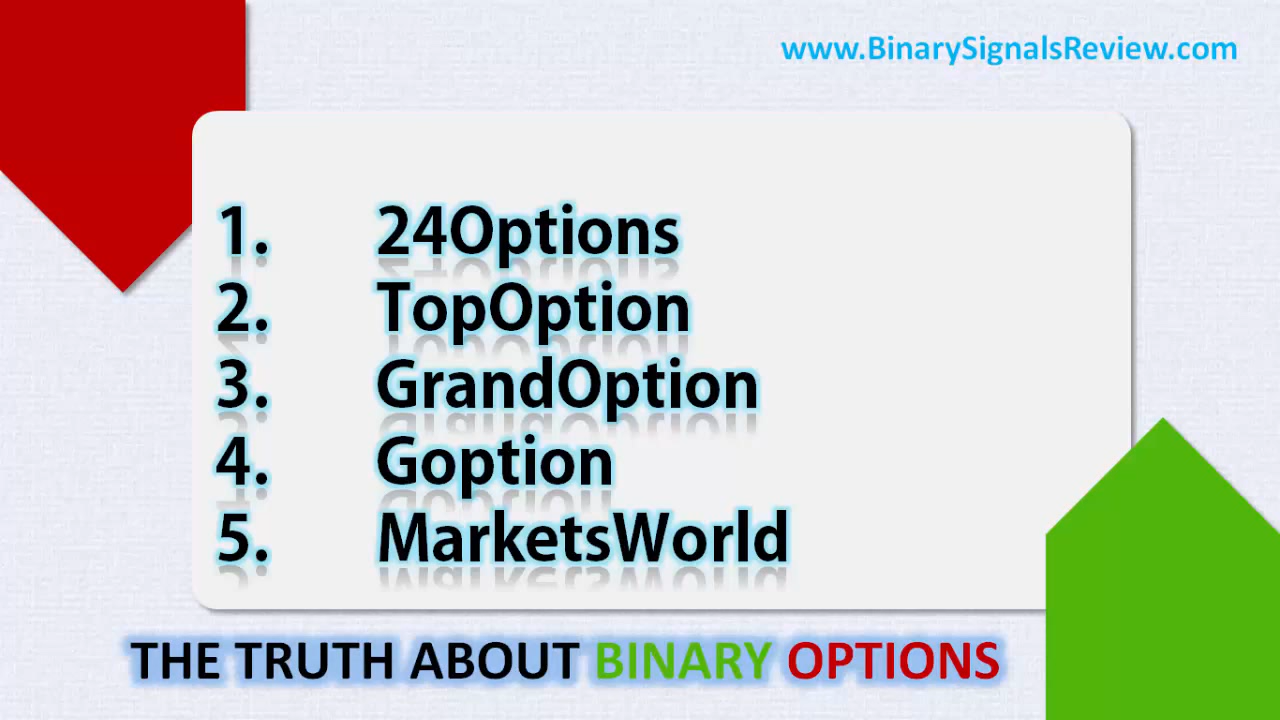 www.BinarySignalsReview.com
1. 24Options
2. TopOption
3. GrandOption
4. Goption
5. MarketsWorld
THE TRUTH ABOUT BINARY OPTIONS